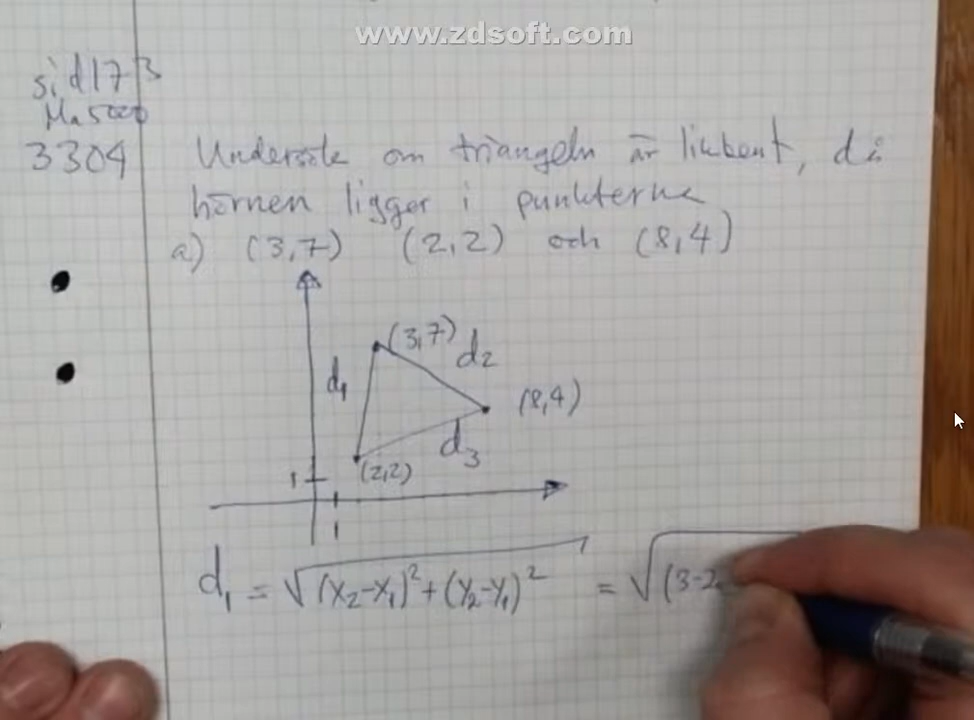 www.zdsoft.com
sid 173
Ma 5000
3304 Undersök om triangeln är likbent, då
hörnen ligger i punkterna
a) (3,7) (2,2) och (8,4)
(3,7) d2
d1
(8,4)
d3
(2,2)
1
1
d1 = √(x2-x1)² + (y2-y1)² = √(3-2